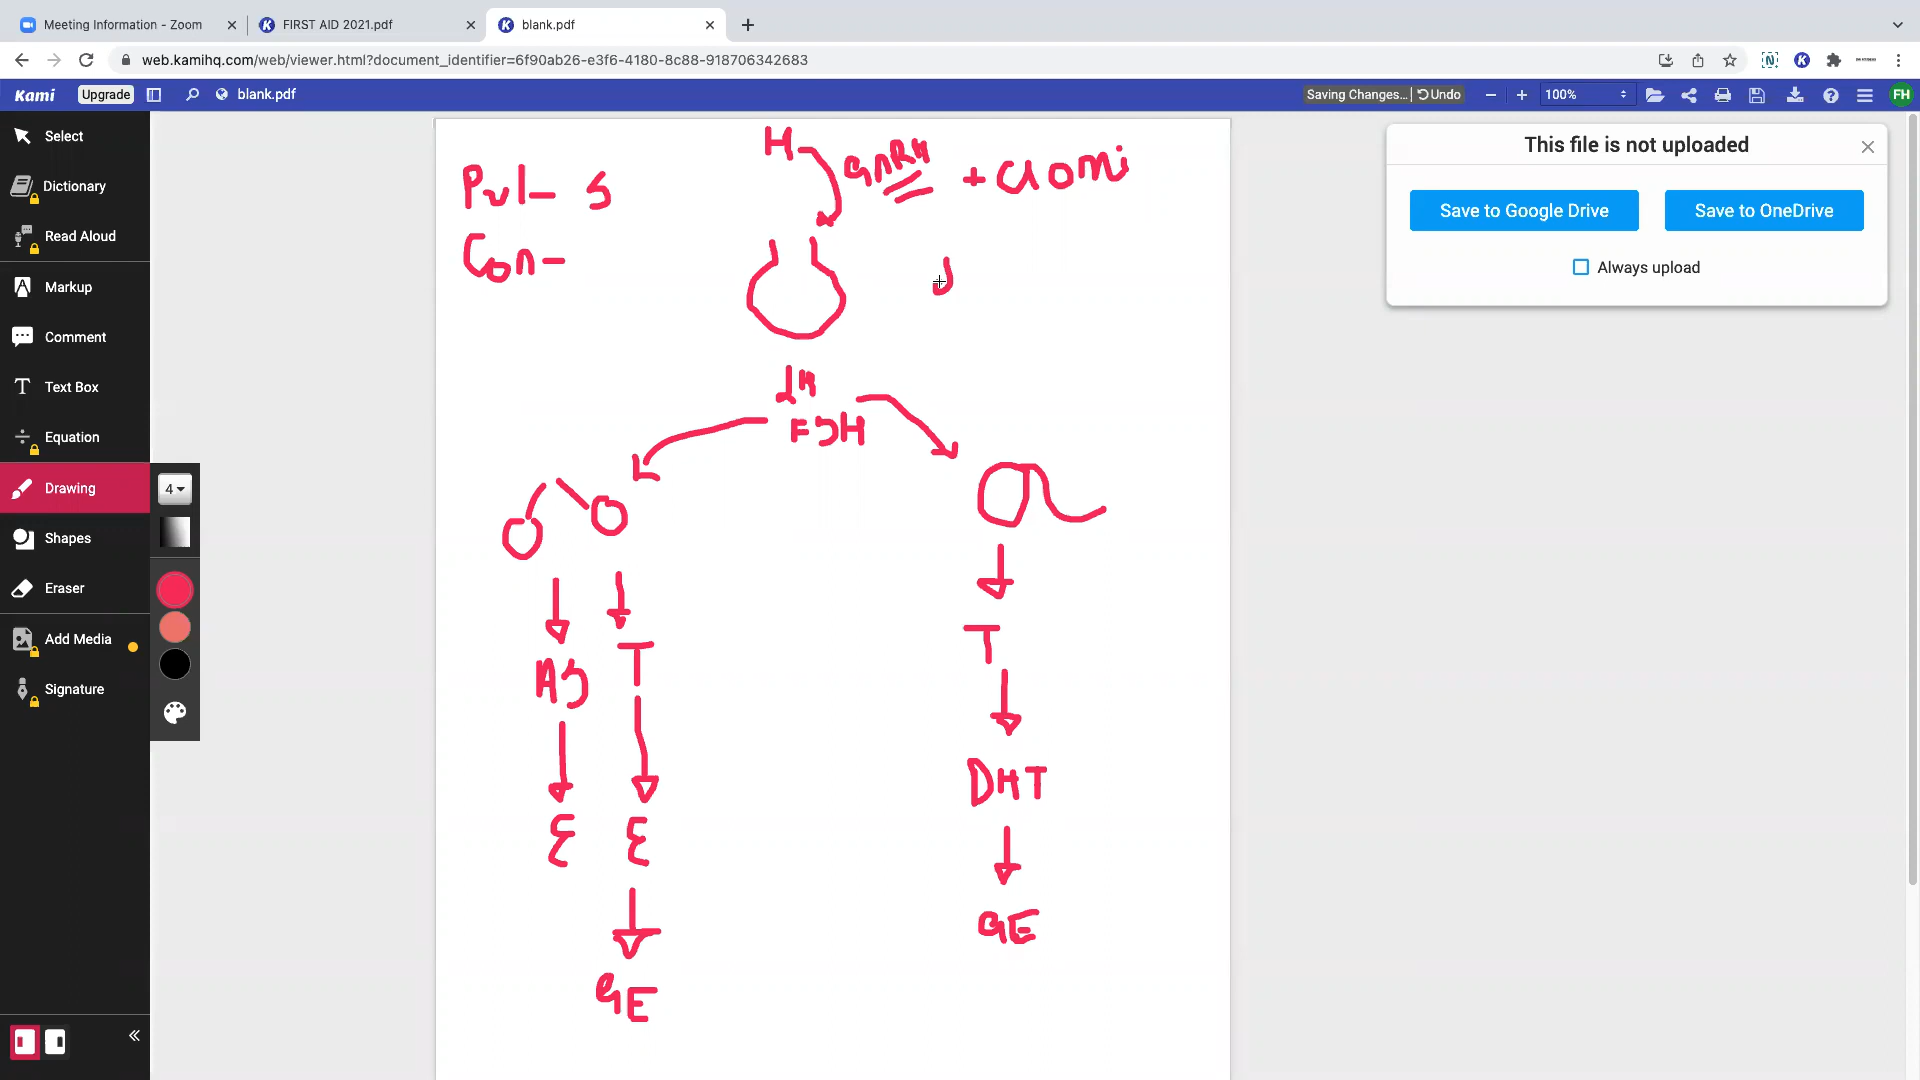 Meeting Information - Zoom
FIRST AID 2021.pdf
blank.pdf
web.kamihq.com/web/viewer.html?document_identifier=6f90ab26-e3f6-4180-8c88-918706342683
Kami
Upgrade
blank.pdf
Saving Changes... | Undo
100%
FH
Select
Dictionary
Read Aloud
Markup
Comment
Text Box
Equation
Drawing
Shapes
Eraser
Add Media
Signature
4
This file is not uploaded
Save to Google Drive
Save to OneDrive
Always upload
H
GnRH
+ Clomi
Pul- S
Con-
LH
FSH
AS
T
E
E
GE
T
DHT
GE